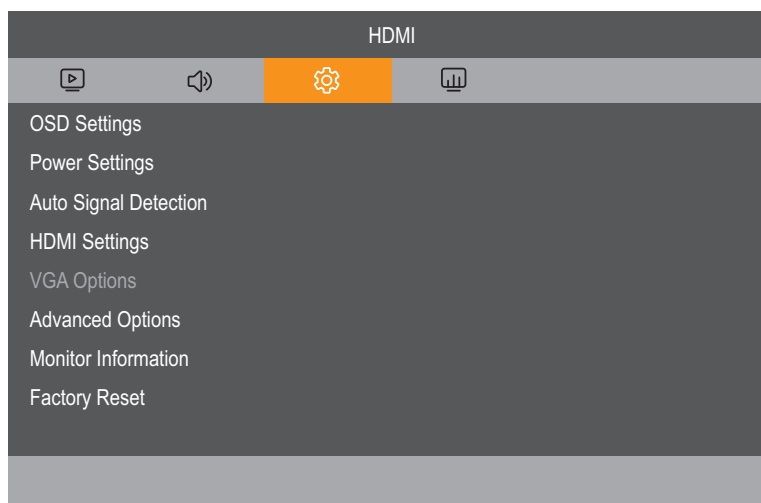 HDMI
OSD Settings
Power Settings
Auto Signal Detection
HDMI Settings
VGA Options
Advanced Options
Monitor Information
Factory Reset